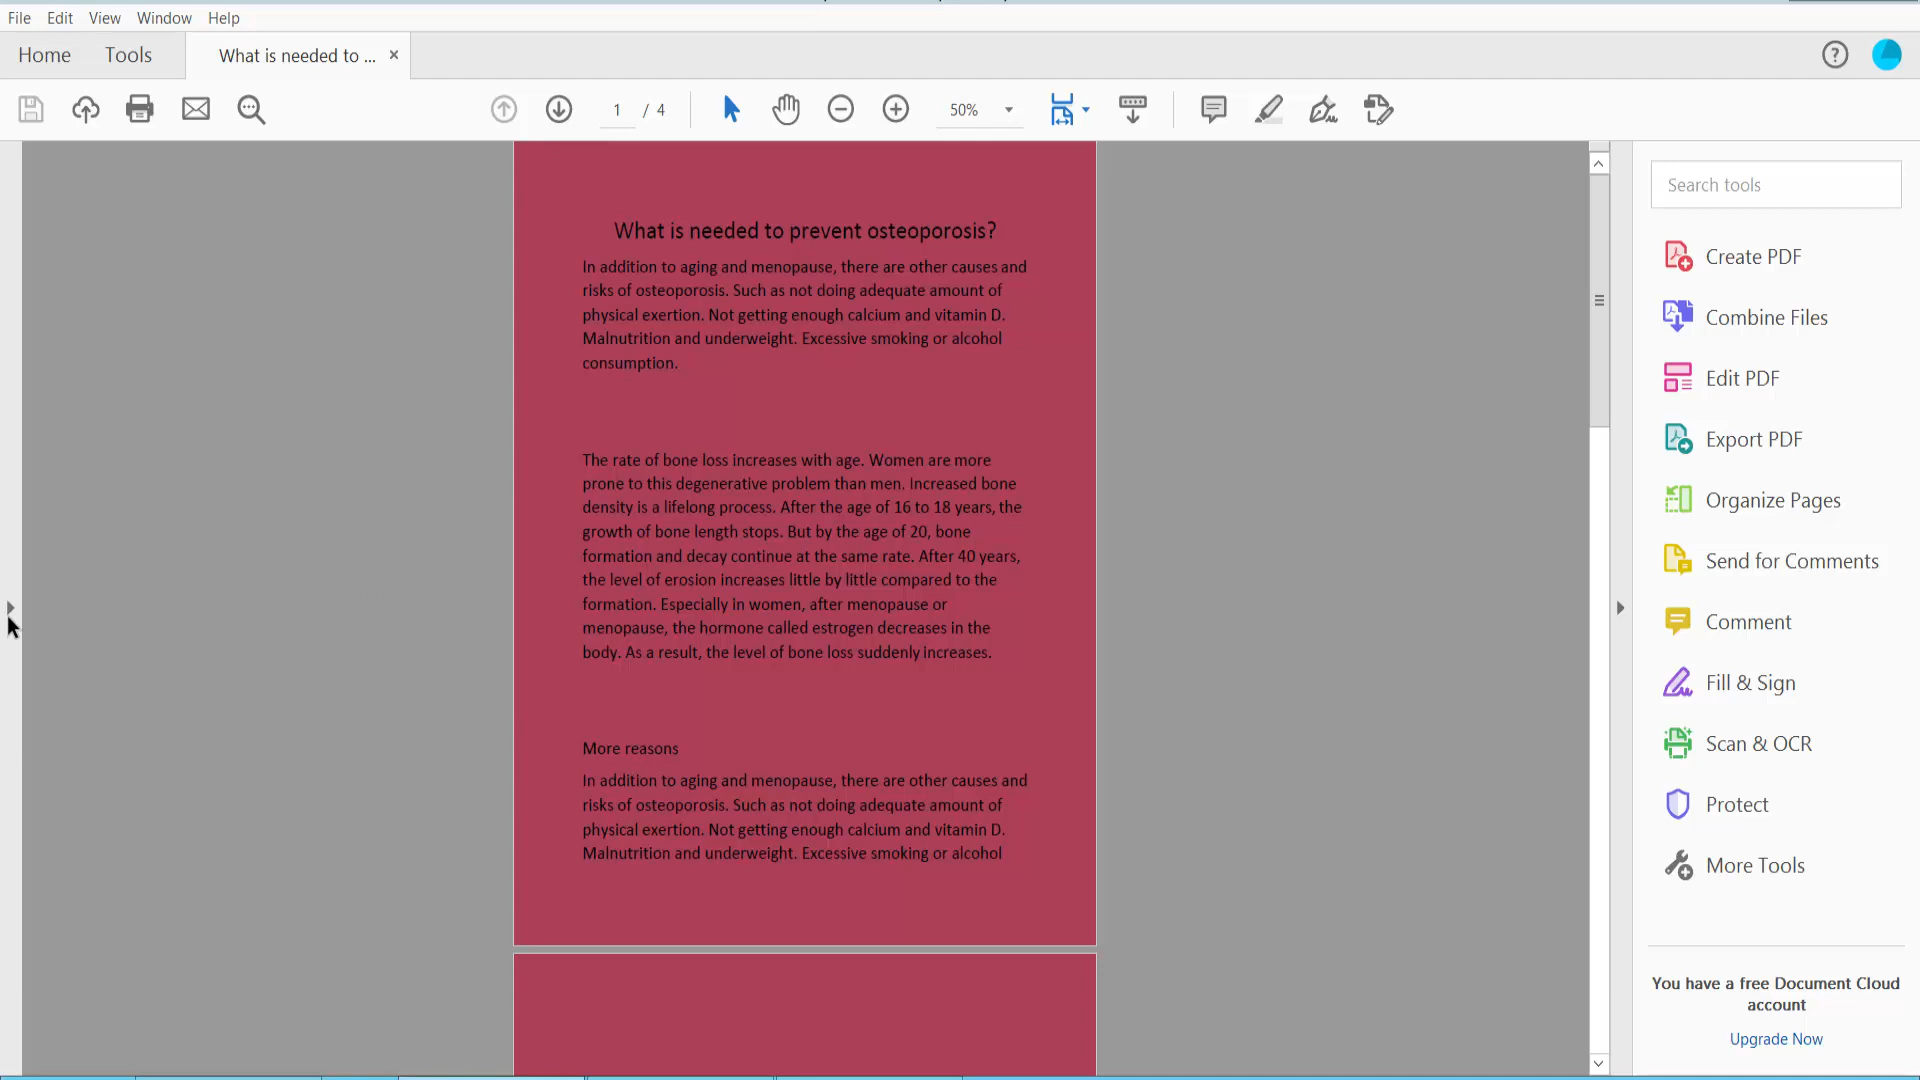 File Edit View Window Help
Home Tools What is needed to ...
1 / 4 50%
What is needed to prevent osteoporosis?
In addition to aging and menopause, there are other causes and
risks of osteoporosis. Such as not doing adequate amount of
physical exertion. Not getting enough calcium and vitamin D.
Malnutrition and underweight. Excessive smoking or alcohol
consumption.
The rate of bone loss increases with age. Women are more
prone to this degenerative problem than men. Increased bone
density is a lifelong process. After the age of 16 to 18 years, the
growth of bone length stops. But by the age of 20, bone
formation and decay continue at the same rate. After 40 years,
the level of erosion increases little by little compared to the
formation. Especially in women, after menopause or
menopause, the hormone called estrogen decreases in the
body. As a result, the level of bone loss suddenly increases.
More reasons
In addition to aging and menopause, there are other causes and
risks of osteoporosis. Such as not doing adequate amount of
physical exertion. Not getting enough calcium and vitamin D.
Malnutrition and underweight. Excessive smoking or alcohol
Search tools
Create PDF
Combine Files
Edit PDF
Export PDF
Organize Pages
Send for Comments
Comment
Fill & Sign
Scan & OCR
Protect
More Tools
You have a free Document Cloud
account
Upgrade Now